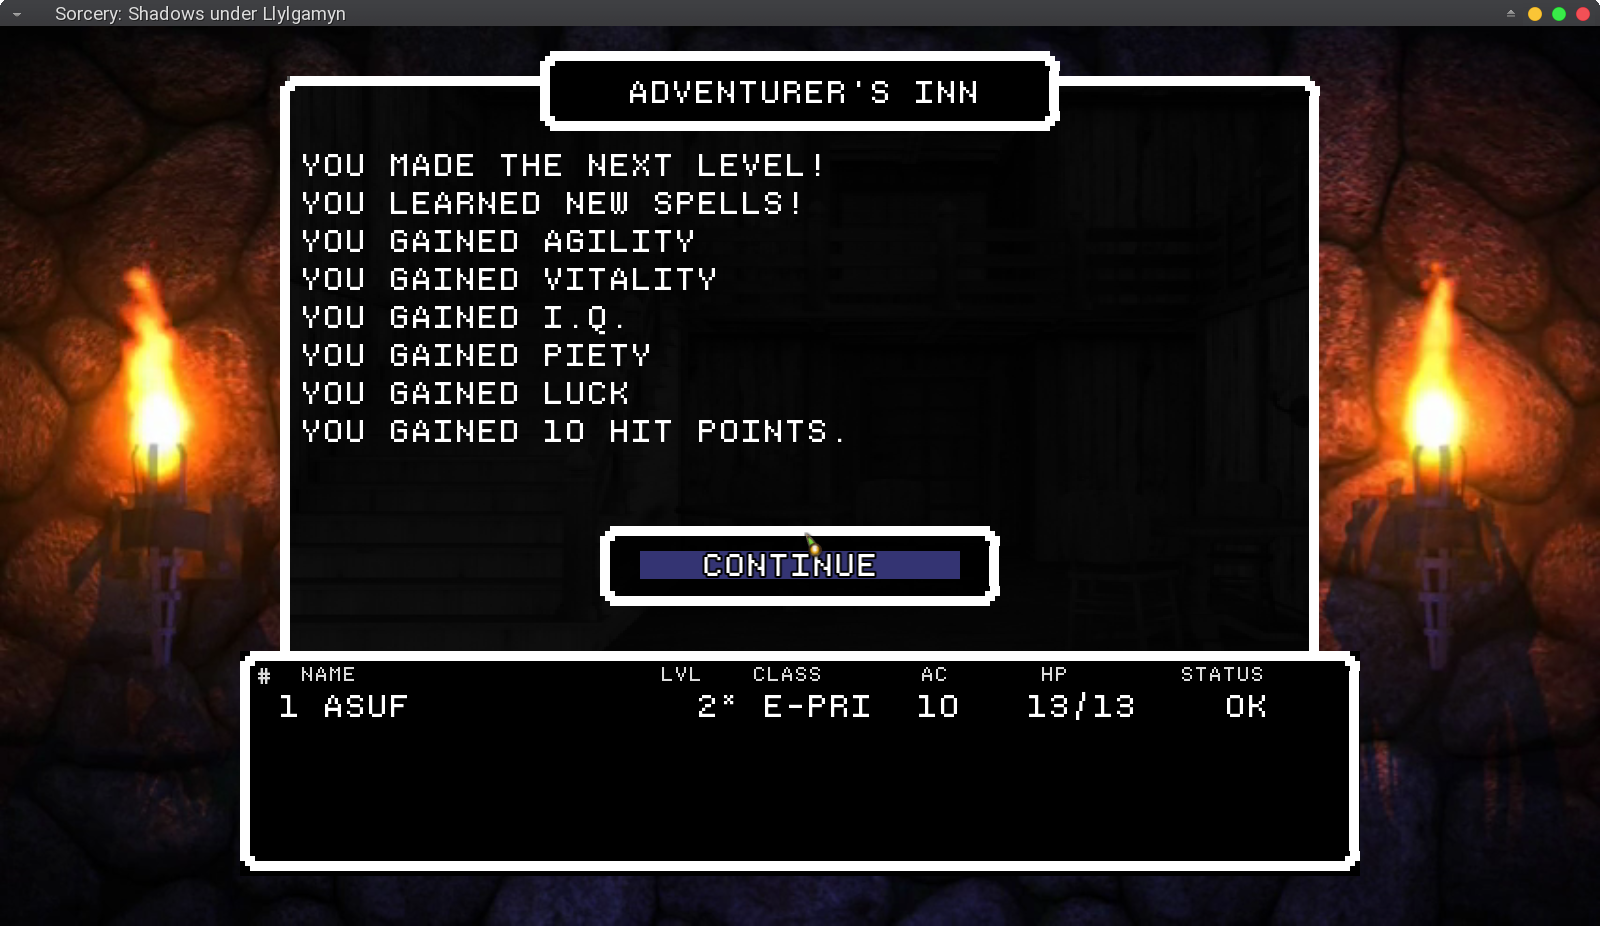 Sorcery: Shadows under Llylgamyn
ADVENTURER'S INN
YOU MADE THE NEXT LEVEL!
YOU LEARNED NEW SPELLS!
YOU GAINED AGILITY
YOU GAINED VITALITY
YOU GAINED I.Q.
YOU GAINED PIETY
YOU GAINED LUCK
YOU GAINED 10 HIT POINTS.
CONTINUE
# NAME LVL CLASS AC HP STATUS
1 ASUF 2* E-PRI 10 13/13 OK